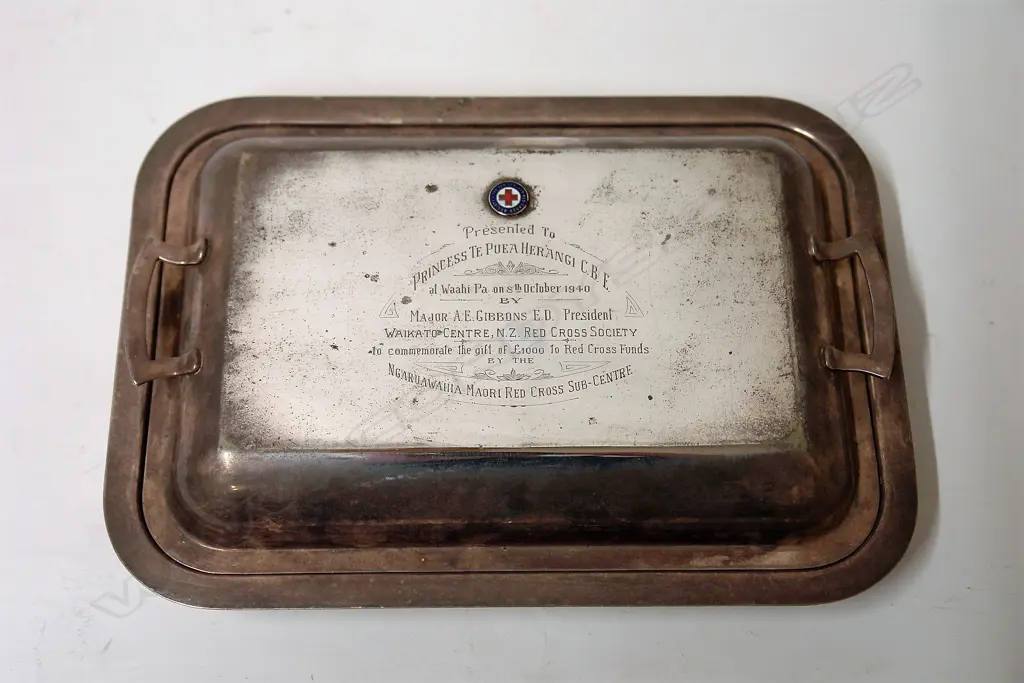 Presented To
PRINCESS TE PUEA HERANGI C.B.E.
at Waahi Pa. on 8th October 1940
BY
MAJOR A.E. GIBBONS E.D. President
WAIKATO CENTRE, N.Z. RED CROSS SOCIETY
to commemorate the gift of £1000 to Red Cross Funds
BY THE
NGARUAWAHIA MAORI RED CROSS SUB-CENTRE